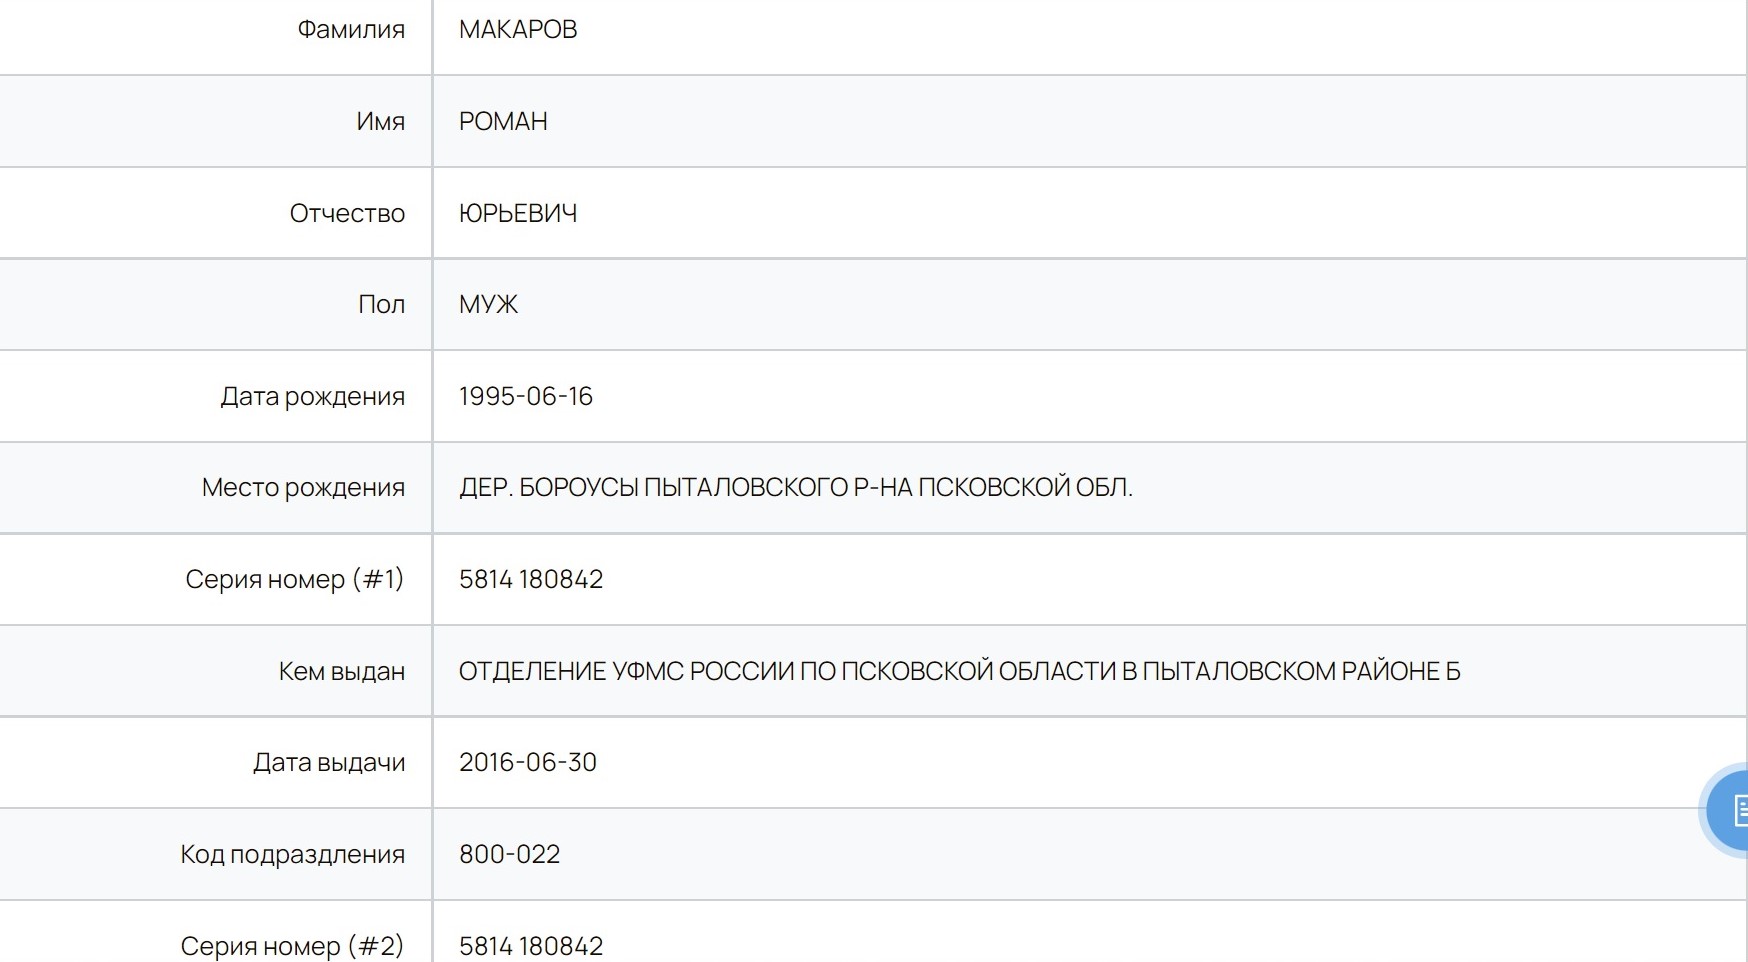 Фамилия МАКАРОВ
Имя РОМАН
Отчество ЮРЬЕВИЧ
Пол МУЖ
Дата рождения 1995-06-16
Место рождения ДЕР. БОРОУСЫ ПЫТАЛОВСКОГО Р-НА ПСКОВСКОЙ ОБЛ.
Серия номер (#1) 5814 180842
Кем выдан ОТДЕЛЕНИЕ УФМС РОССИИ ПО ПСКОВСКОЙ ОБЛАСТИ В ПЫТАЛОВСКОМ РАЙОНЕ Б
Дата выдачи 2016-06-30
Код подраздления 800-022
Серия номер (#2) 5814 180842